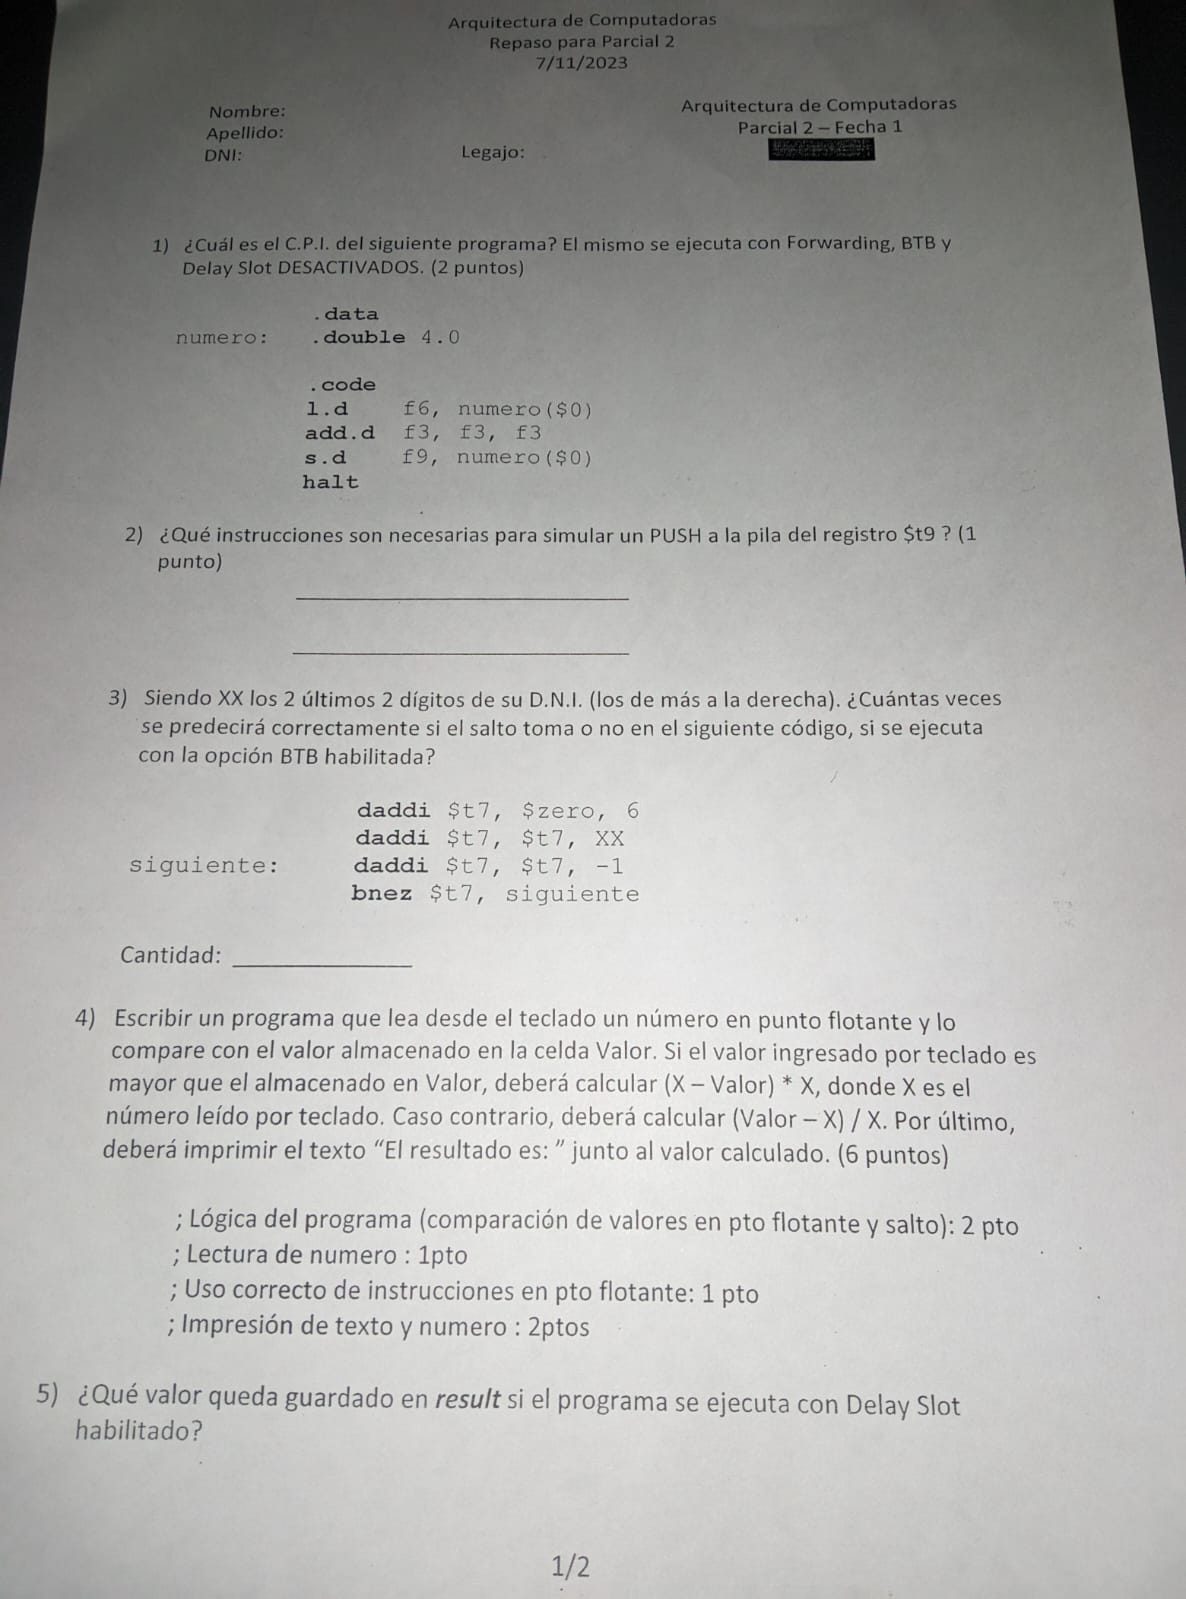 Arquitectura de Computadoras
Repaso para Parcial 2
7/11/2023
Nombre:
Apellido:
DNI:
Legajo:
Arquitectura de Computadoras
Parcial 2 – Fecha 1
1) ¿Cuál es el C.P.I. del siguiente programa? El mismo se ejecuta con Forwarding, BTB y
Delay Slot DESACTIVADOS. (2 puntos)
.data
numero: .double 4.0
.code
l.d f6, numero($0)
add.d f3, f3, f3
s.d f9, numero($0)
halt
2) ¿Qué instrucciones son necesarias para simular un PUSH a la pila del registro $t9 ? (1
punto)
3) Siendo XX los 2 últimos 2 dígitos de su D.N.I. (los de más a la derecha). ¿Cuántas veces
se predecirá correctamente si el salto toma o no en el siguiente código, si se ejecuta
con la opción BTB habilitada?
daddi $t7, $zero, 6
daddi $t7, $t7, XX
siguiente: daddi $t7, $t7, -1
bnez $t7, siguiente
Cantidad:
4) Escribir un programa que lea desde el teclado un número en punto flotante y lo
compare con el valor almacenado en la celda Valor. Si el valor ingresado por teclado es
mayor que el almacenado en Valor, deberá calcular (X – Valor) * X, donde X es el
número leído por teclado. Caso contrario, deberá calcular (Valor – X) / X. Por último,
deberá imprimir el texto “El resultado es: ” junto al valor calculado. (6 puntos)
; Lógica del programa (comparación de valores en pto flotante y salto): 2 pto
; Lectura de numero : 1pto
; Uso correcto de instrucciones en pto flotante: 1 pto
; Impresión de texto y numero : 2ptos
5) ¿Qué valor queda guardado en result si el programa se ejecuta con Delay Slot
habilitado?
1/2